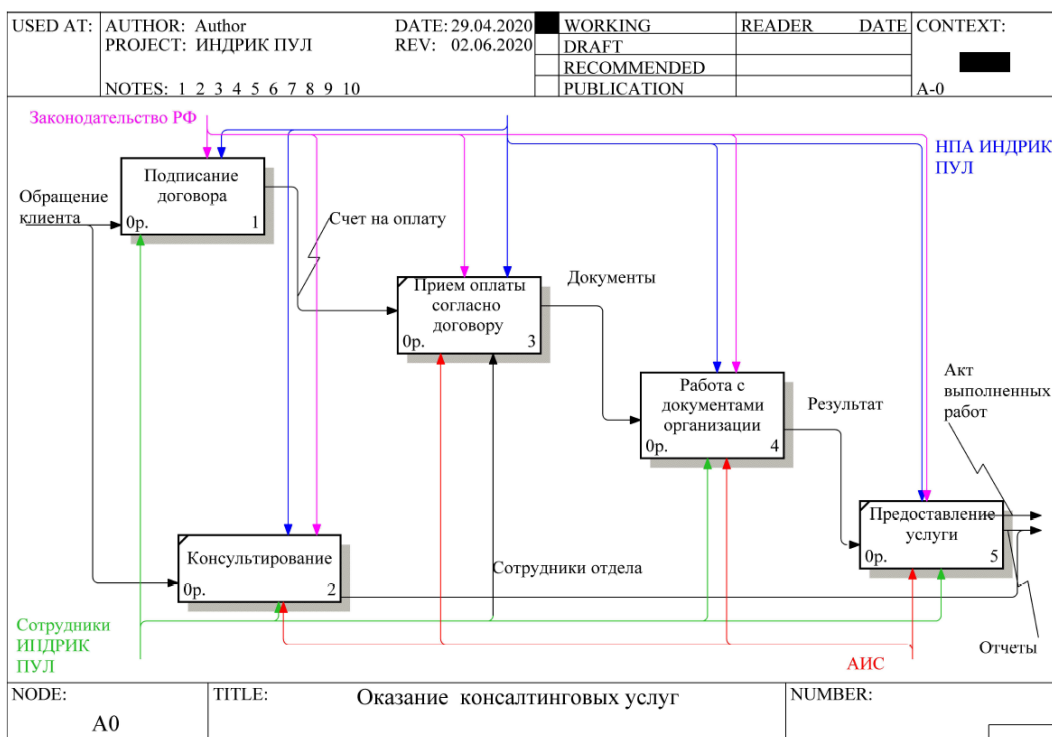 USED AT:
AUTHOR: Author
DATE: 29.04.2020
PROJECT: ИНДРИК ПУЛ
REV: 02.06.2020
NOTES: 1 2 3 4 5 6 7 8 9 10
WORKING
DRAFT
RECOMMENDED
PUBLICATION
READER DATE
CONTEXT:
A-0
Законодательство РФ
НПА ИНДРИК
ПУЛ
Подписание
договора
0р. 1
Обращение
клиента
Счет на оплату
Прием оплаты
согласно
договору
0р. 3
Документы
Работа с
документами
организации
0р. 4
Результат
Акт
выполненных
работ
Предоставление
услуги
0р. 5
Консультирование
0р. 2
Сотрудники отдела
Сотрудники
ИНДРИК
ПУЛ
АИС
Отчеты
NODE:
A0
TITLE:
Оказание консалтинговых услуг
NUMBER: